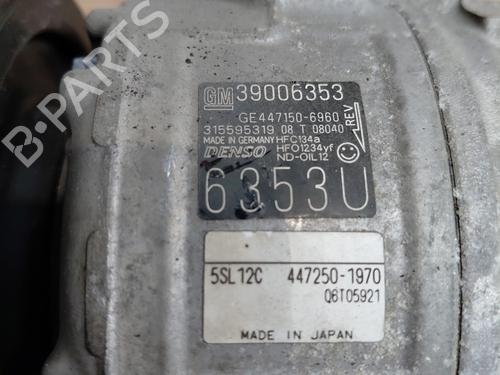 GM 39006353
GE447150-6960
315595319 08 T 08040
MADE IN GERMANY HFC134a
HFO1234yf
DENSO ND-OIL12
REV
6353U
5SL12C 447250-1970
Q6T05921
MADE IN JAPAN